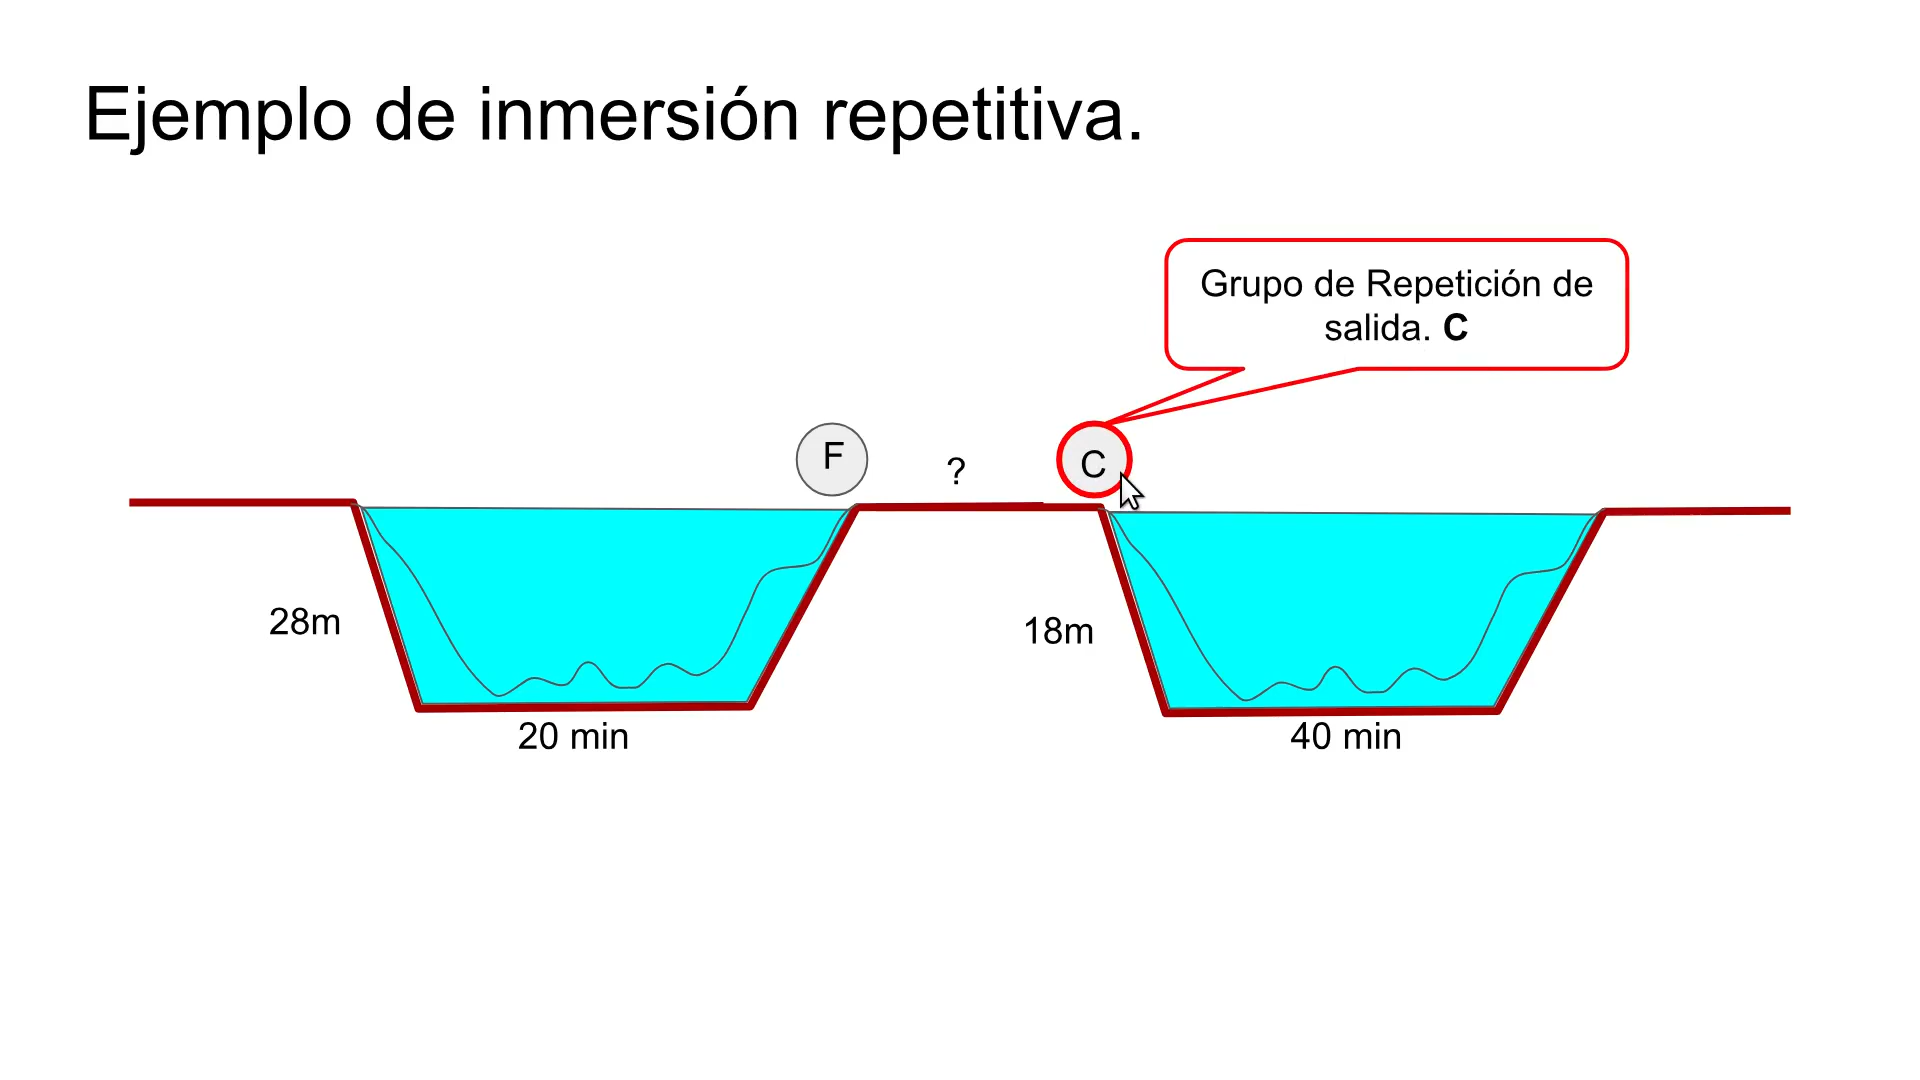 Ejemplo de inmersión repetitiva.
Grupo de Repetición de
salida. C
F
?
C
28m
18m
20 min
40 min